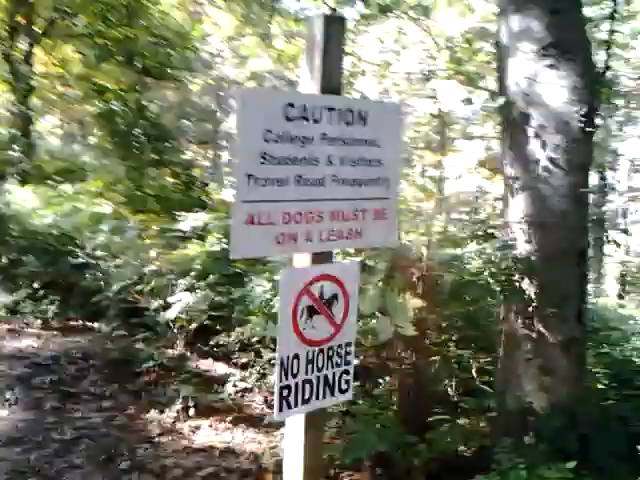 CAUTION
College Personnel,
Students & Visitors
Travel Road Frequently
ALL DOGS MUST BE
ON A LEASH
NO HORSE
RIDING